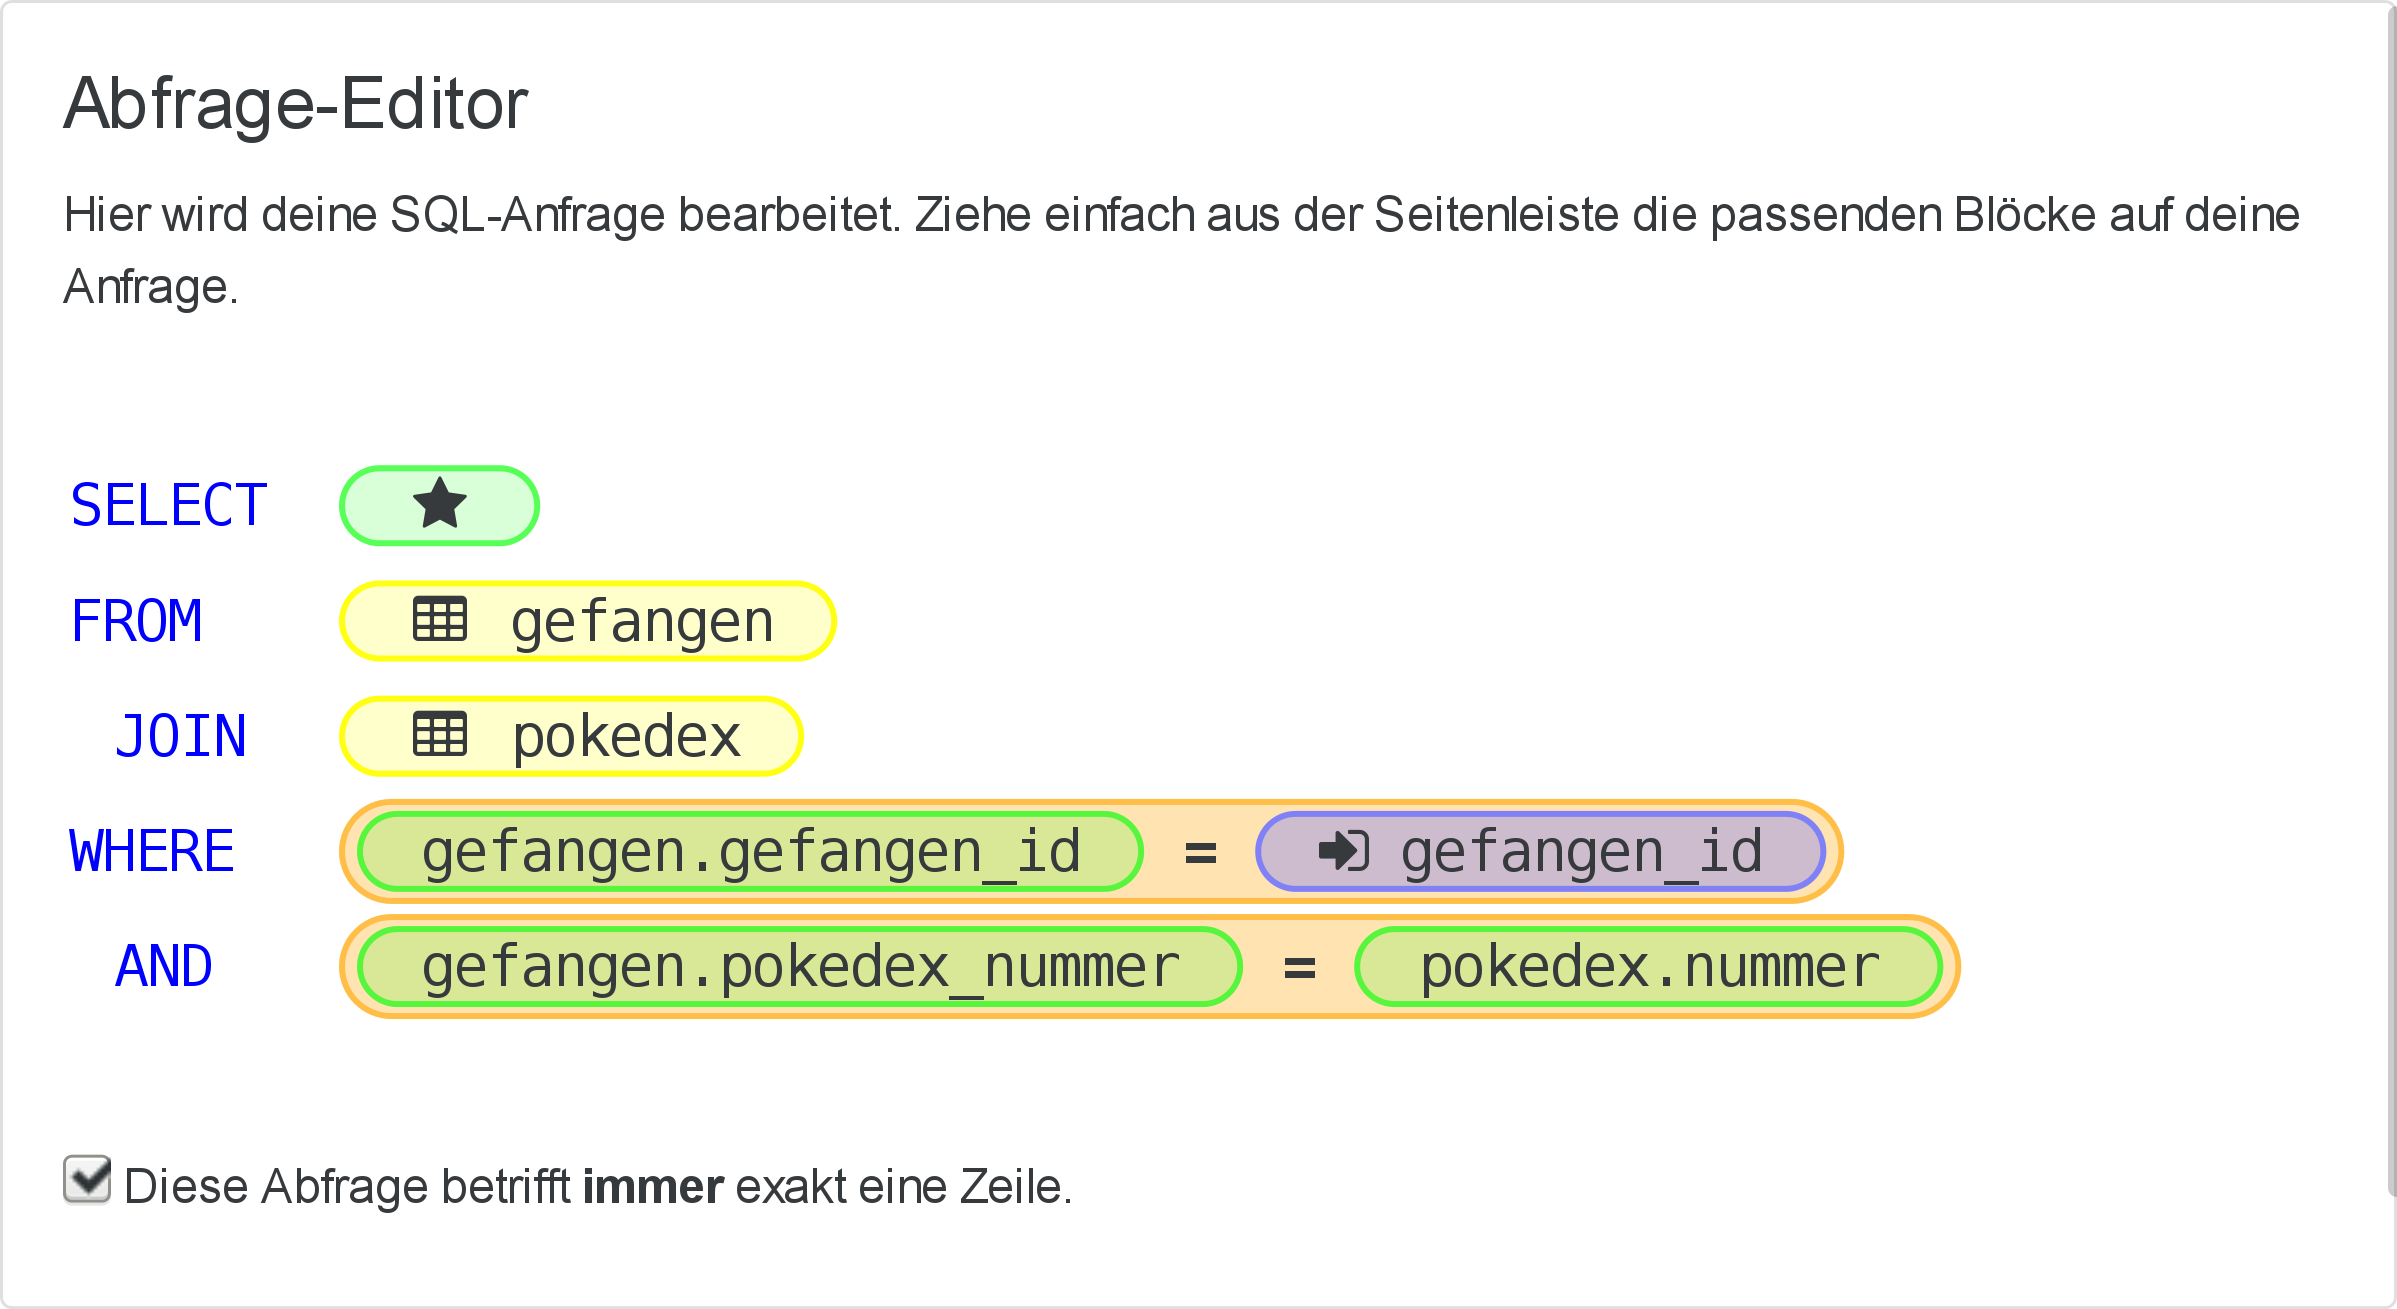 Abfrage-Editor
Hier wird deine SQL-Anfrage bearbeitet. Ziehe einfach aus der Seitenleiste die passenden Blöcke auf deine
Anfrage.
SELECT
FROM gefangen
JOIN pokedex
WHERE gefangen.gefangen_id = gefangen_id
AND gefangen.pokedex_nummer = pokedex.nummer
Diese Abfrage betrifft immer exakt eine Zeile.